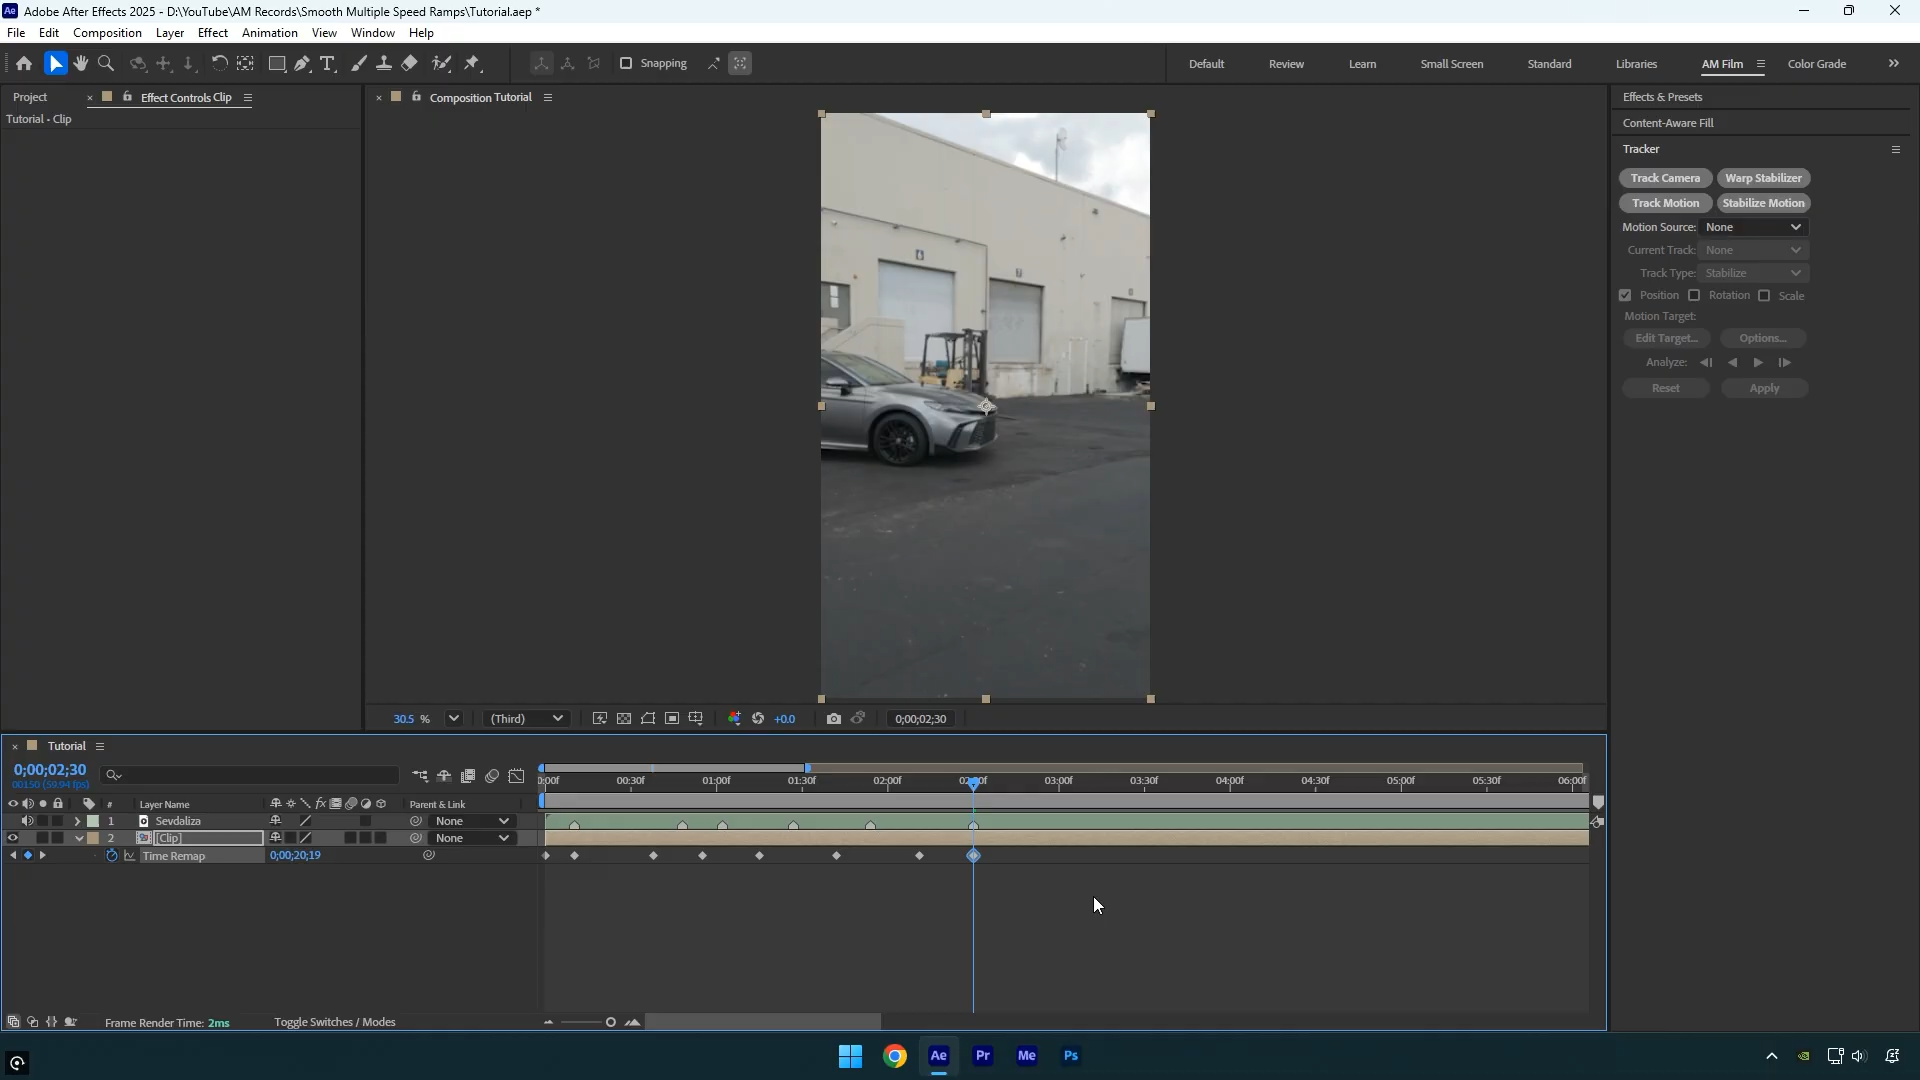 Adobe After Effects 2025 - D:\YouTube\AM Records\Smooth Multiple Speed Ramps\Tutorial.aep *
File Edit Composition Layer Effect Animation View Window Help
Snapping
Default Review Learn Small Screen Standard Libraries AM Film Color Grade
Project
Effect Controls Clip
Composition Tutorial
Effects & Presets
Tutorial - Clip
Content-Aware Fill
Tracker
Track Camera Warp Stabilizer
Track Motion Stabilize Motion
Motion Source: None
Current Track: None
Track Type: Stabilize
Position Rotation Scale
Motion Target:
Edit Target... Options...
Analyze:
Reset Apply
30.5 % (Third) +0.0 0;00;02;30
Tutorial
0;00;02;30
00150 (59.94 fps)
0:00f 00:30f 01:00f 01:30f 02:00f 03:00f 03:30f 04:00f 04:30f 05:00f 05:30f 06:00f
# Layer Name Parent & Link
1 Sevdaliza None
2 [Clip] None
Time Remap 0;00;20;19
Frame Render Time: 2ms Toggle Switches / Modes
Ae Pr Me Ps